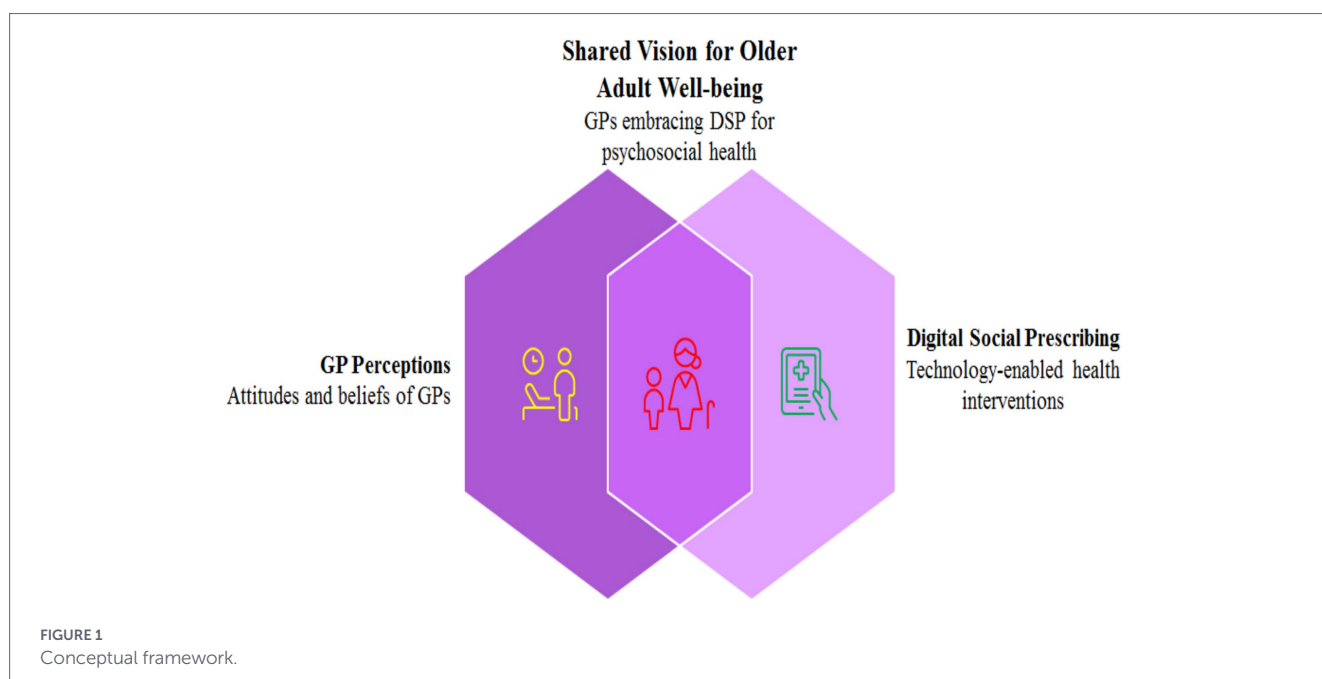 Shared Vision for Older
Adult Well-being
GPs embracing DSP for
psychosocial health
GP Perceptions
Attitudes and beliefs of GPs
Digital Social Prescribing
Technology-enabled health
interventions
FIGURE 1
Conceptual framework.